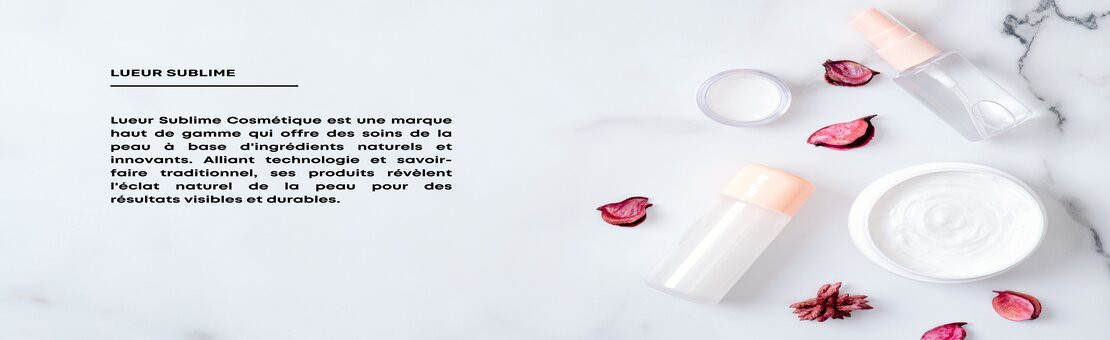 LUEUR SUBLIME
Lueur Sublime Cosmétique est une marque
haut de gamme qui offre des soins de la
peau à base d'ingrédients naturels et
innovants. Alliant technologie et savoir-
faire traditionnel, ses produits révèlent
l'éclat naturel de la peau pour des
résultats visibles et durables.